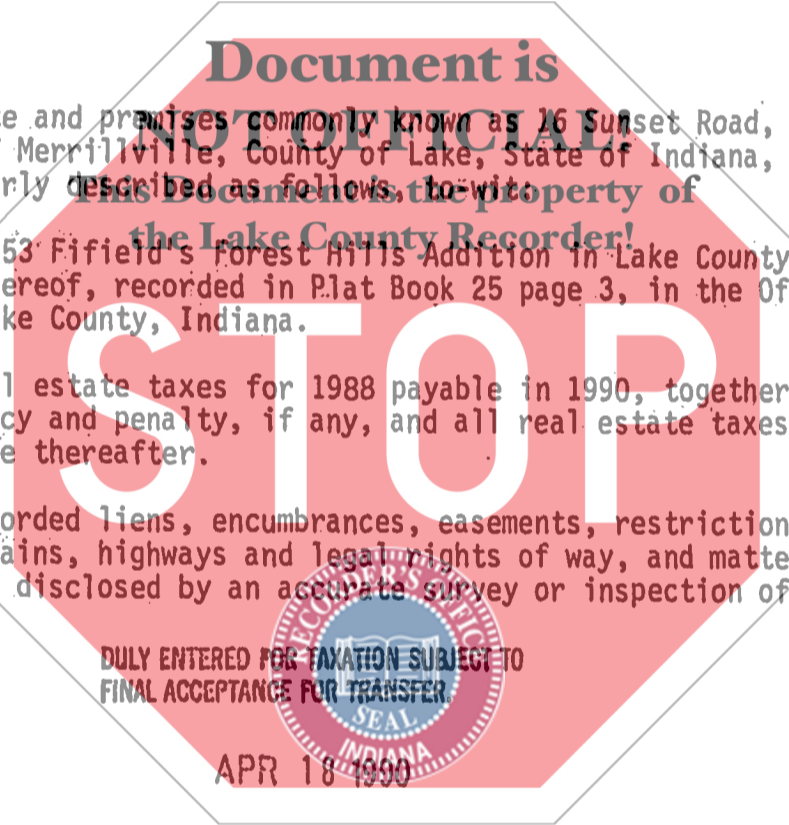 Document is
NOT OFFICIAL!
This Document is the property of
the Lake County Recorder!
STOP
e and premises commonly known as 16 Sunset Road,
Merrillville, County of Lake, State of Indiana,
rly described as follows, to-wit:
53 Fifield's Forest Hills Addition in Lake County
ereof, recorded in Plat Book 25 page 3, in the Of
ke County, Indiana.
l estate taxes for 1988 payable in 1990, together
cy and penalty, if any, and all real estate taxes
e thereafter.
orded liens, encumbrances, easements, restriction
ains, highways and legal rights of way, and matte
disclosed by an accurate survey or inspection of
RECORDER'S OFFIC
SEAL
INDIANA
DULY ENTERED FOR TAXATION SUBJECT TO
FINAL ACCEPTANCE FOR TRANSFER.
APR 18 1990